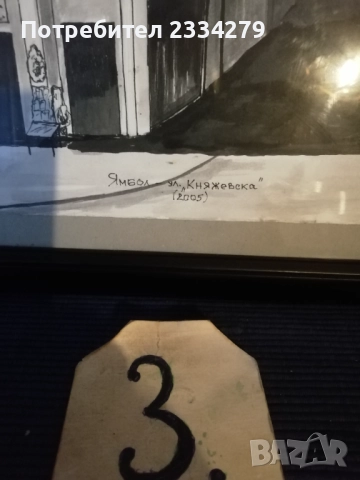 Потребител 2334279
Ямбол - ул. „Княжевска"
(2005)
3.
BAZAR